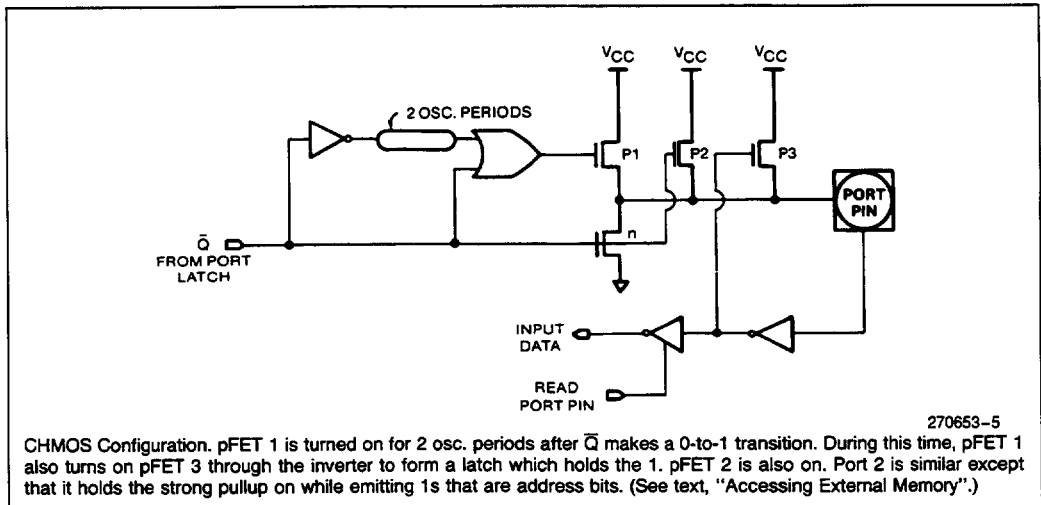 VCC VCC VCC
2 OSC. PERIODS
P1 P2 P3
PORT
PIN
n
Q̅
FROM PORT
LATCH
INPUT
DATA
READ
PORT PIN
270653–5
CHMOS Configuration. pFET 1 is turned on for 2 osc. periods after Q̅ makes a 0-to-1 transition. During this time, pFET 1
also turns on pFET 3 through the inverter to form a latch which holds the 1. pFET 2 is also on. Port 2 is similar except
that it holds the strong pullup on while emitting 1s that are address bits. (See text, "Accessing External Memory".)